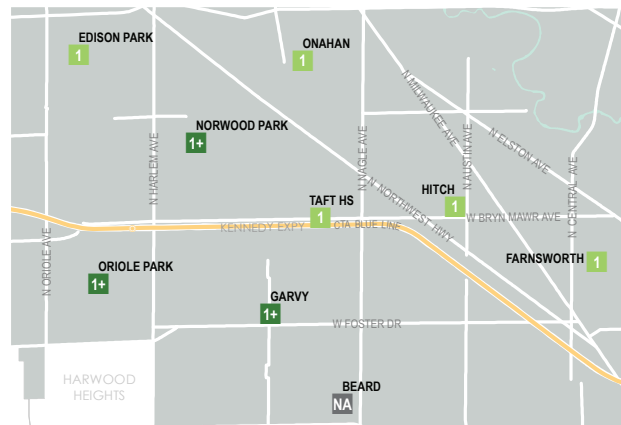 EDISON PARK
1
ONAHAN
1
NORWOOD PARK
1+
N HARLEM AVE
N NAGLE AVE
N MILWAUKEE AVE
N AUSTIN AVE
N ELSTON AVE
N CENTRAL AVE
TAFT HS
1
HITCH
1
N NORTHWEST HWY
W BRYN MAWR AVE
KENNEDY EXPY
CTA BLUE LINE
N ORIOLE AVE
ORIOLE PARK
1+
FARNSWORTH
1
GARVY
1+
W FOSTER DR
HARWOOD
HEIGHTS
BEARD
NA